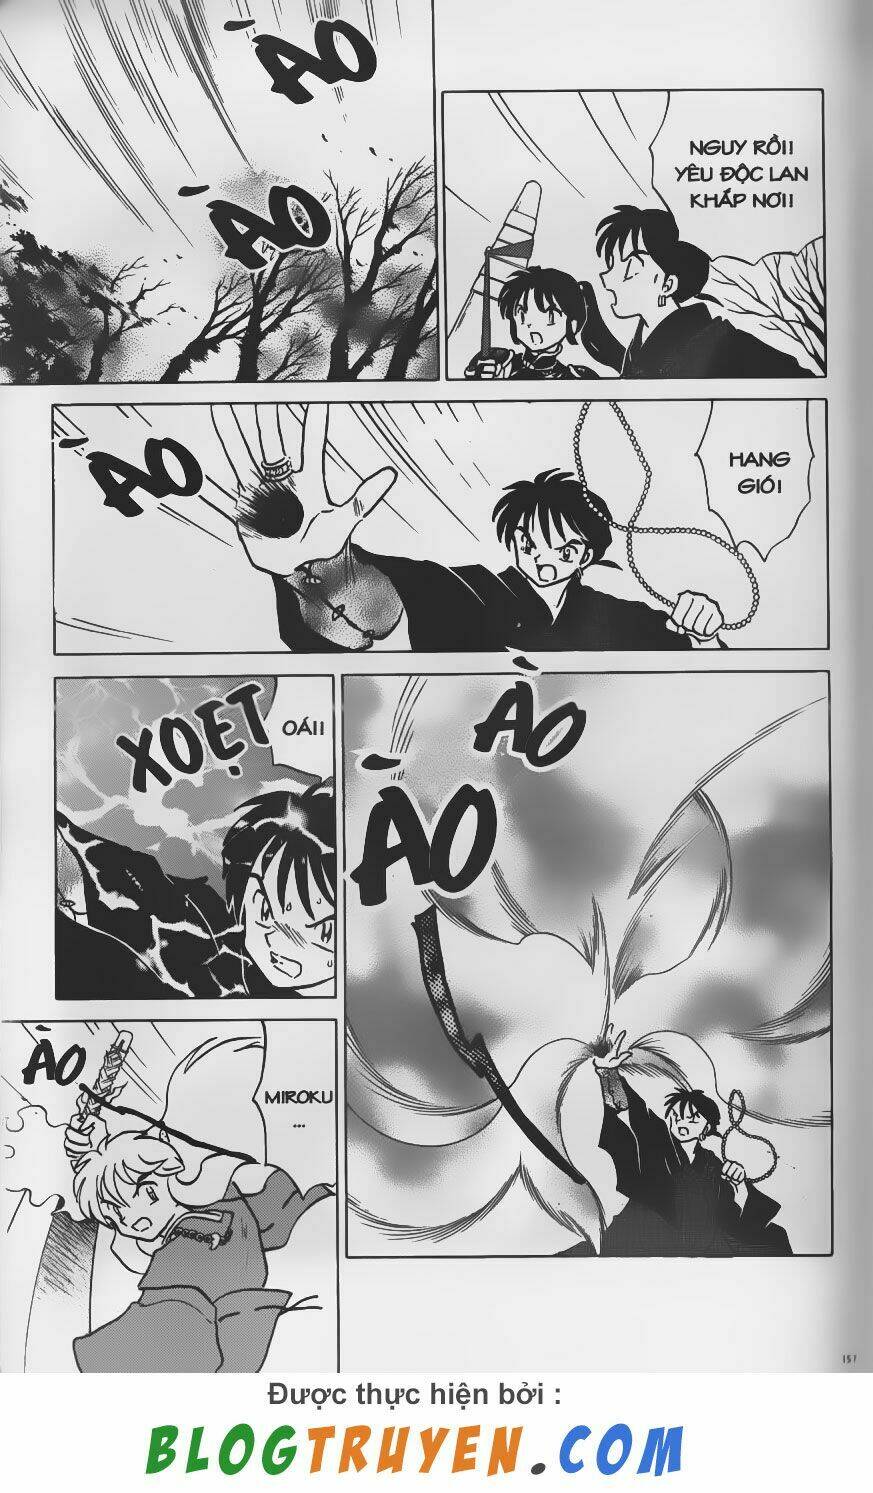 ÀO
ÀO
NGUY RỒI!
YÊU ĐỘC LAN
KHẮP NƠI!
ÀO
HANG
GIÓ!
XOẸT
OÁI!
ÀO
ÀO
ÀO
MIROKU
...
151
Được thực hiện bởi :
BLOGTRUYEN.COM